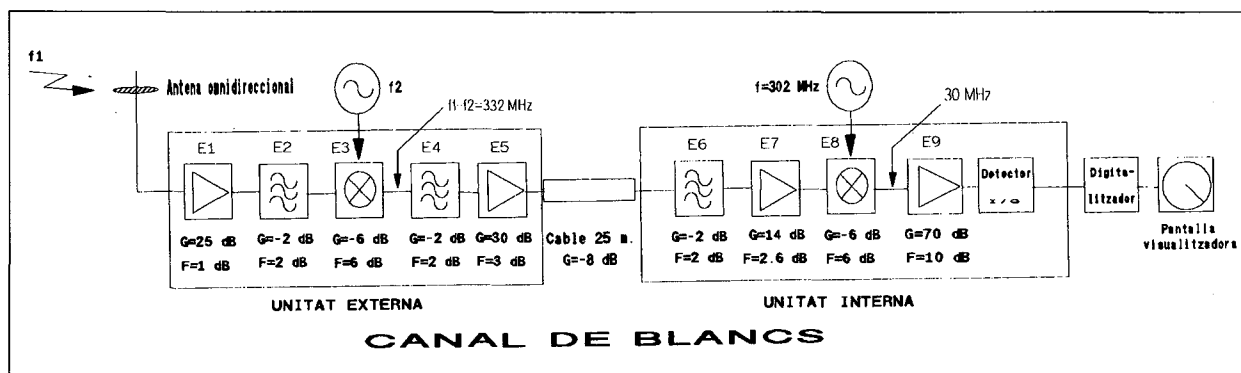 f1
Antena omnidireccional
f2
f1-f2=332 MHz
f=302 MHz
30 MHz
E1
E2
E3
E4
E5
E6
E7
E8
E9
Detector
Digita-
litzador
G=25 dB
F=1 dB
G=-2 dB
F=2 dB
G=-6 dB
F=6 dB
G=-2 dB
F=2 dB
G=30 dB
F=3 dB
Cable 25 m.
G=-8 dB
G=-2 dB
F=2 dB
G=14 dB
F=2.6 dB
G=-6 dB
F=6 dB
G=70 dB
F=10 dB
Pantalla
visualitzadora
UNITAT EXTERNA
UNITAT INTERNA
CANAL DE BLANCS